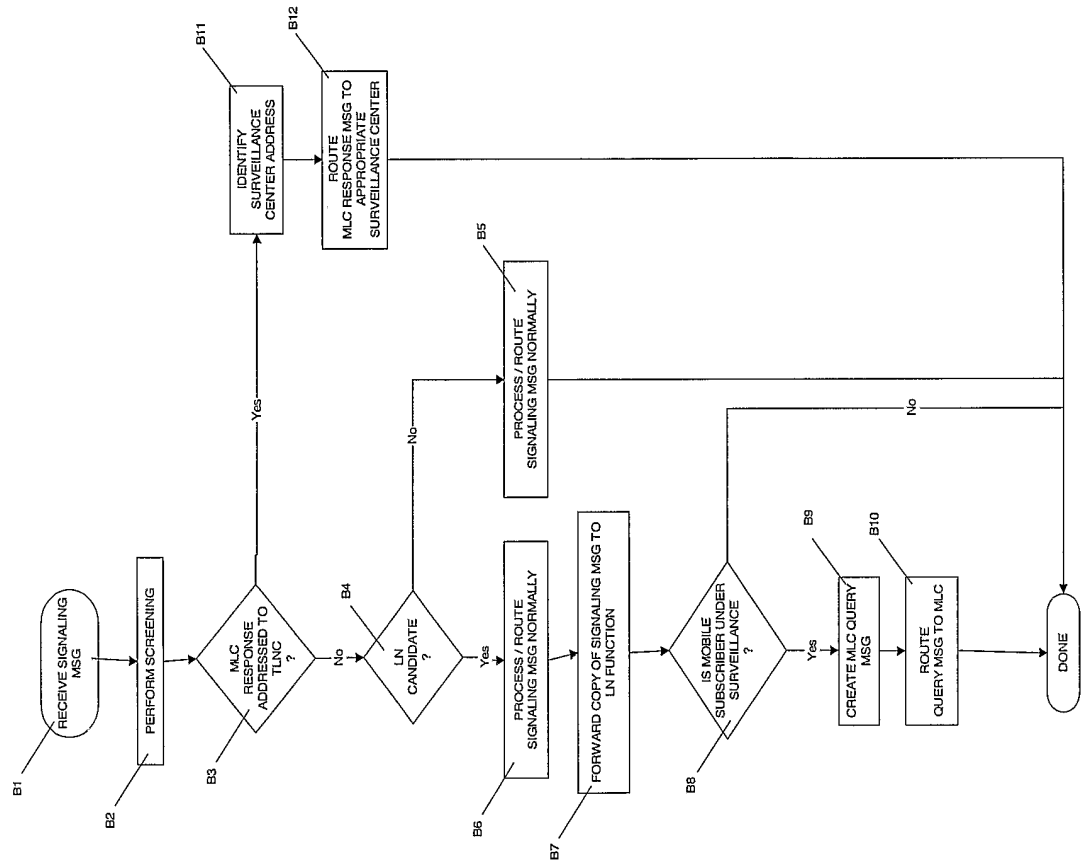 B1
RECEIVE SIGNALING
MSG
B2
PERFORM SCREENING
B3
MLC
RESPONSE
ADDRESSED TO
TLNC
?
Yes
No
B11
IDENTIFY
SURVEILLANCE
CENTER ADDRESS
B12
ROUTE
MLC RESPONSE MSG TO
APPROPRIATE
SURVEILLANCE CENTER
B4
LN
CANDIDATE
?
No
Yes
B5
PROCESS / ROUTE
SIGNALING MSG NORMALLY
B6
PROCESS / ROUTE
SIGNALING MSG NORMALLY
B7
FORWARD COPY OF SIGNALING MSG TO
LN FUNCTION
B8
IS MOBILE
SUBSCRIBER UNDER
SURVEILLANCE
?
No
Yes
B9
CREATE MLC QUERY
MSG
B10
ROUTE
QUERY MSG TO MLC
DONE